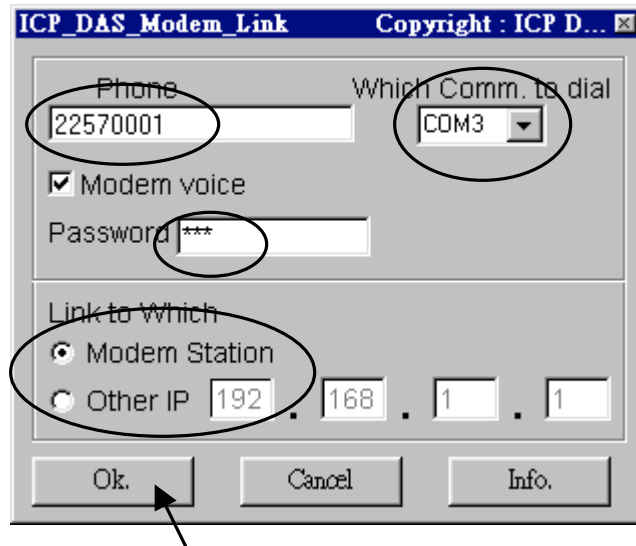 ICP_DAS_Modem_Link Copyright : ICP D...
Phone Which Comm. to dial
22570001 COM3
Modem voice
Password ***
Link to Which
Modem Station
Other IP 192 . 168 . 1 . 1
Ok. Cancel Info.